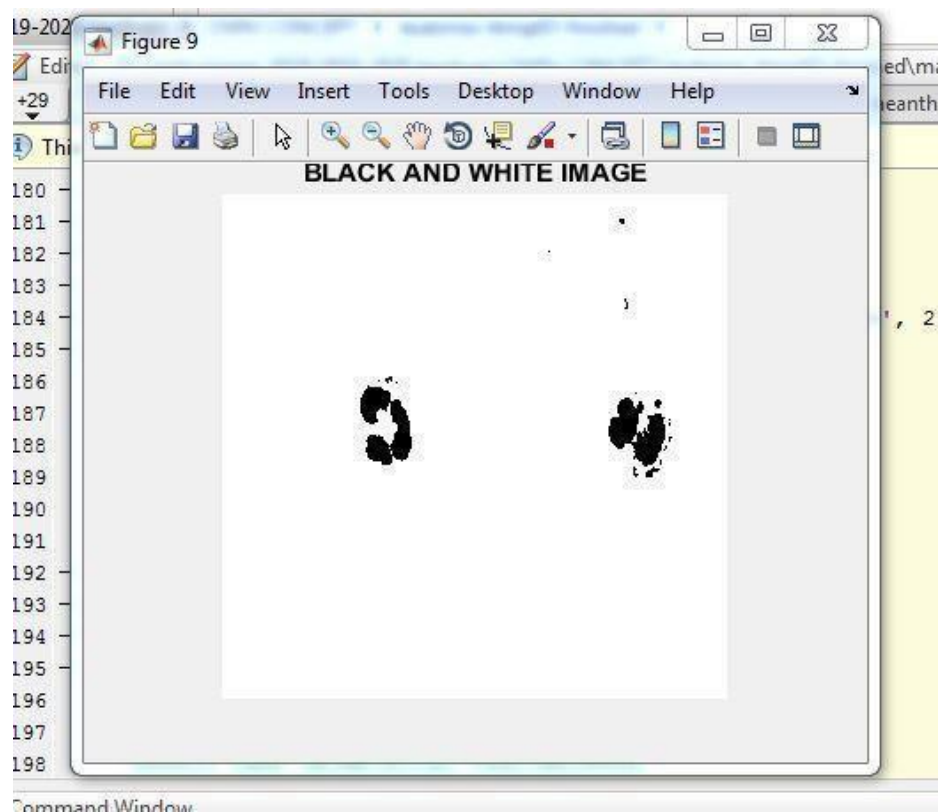 19-202
Figure 9
Edi
ed\ma
+29
File Edit View Insert Tools Desktop Window Help
eanth
Thi
BLACK AND WHITE IMAGE
180 -
181 -
182 -
183 -
184 -
', 2
185 -
186
187
188
189
190
191
192 -
193 -
194 -
195 -
196
197
198
Command Window